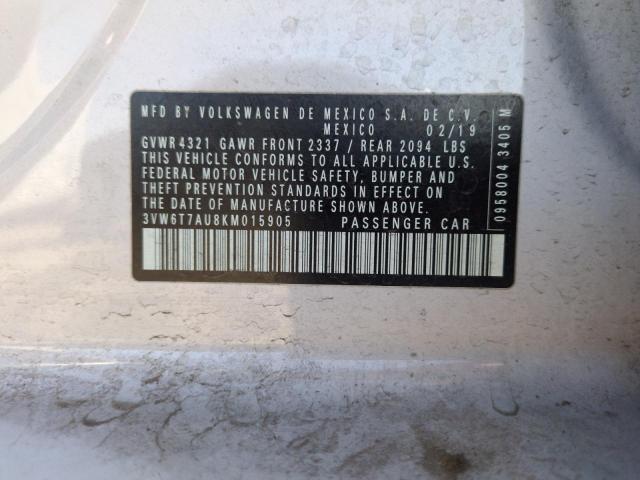 MFD BY VOLKSWAGEN DE MEXICO S.A. DE C.V.
MEXICO 02/19
GVWR 4321 GAWR FRONT 2337 / REAR 2094 LBS
THIS VEHICLE CONFORMS TO ALL APPLICABLE U.S.
FEDERAL MOTOR VEHICLE SAFETY, BUMPER AND
THEFT PREVENTION STANDARDS IN EFFECT ON
THE DATE OF MANUFACTURE SHOWN ABOVE.
3VW6T7AU8KM015905 PASSENGER CAR
0958004 3405 M